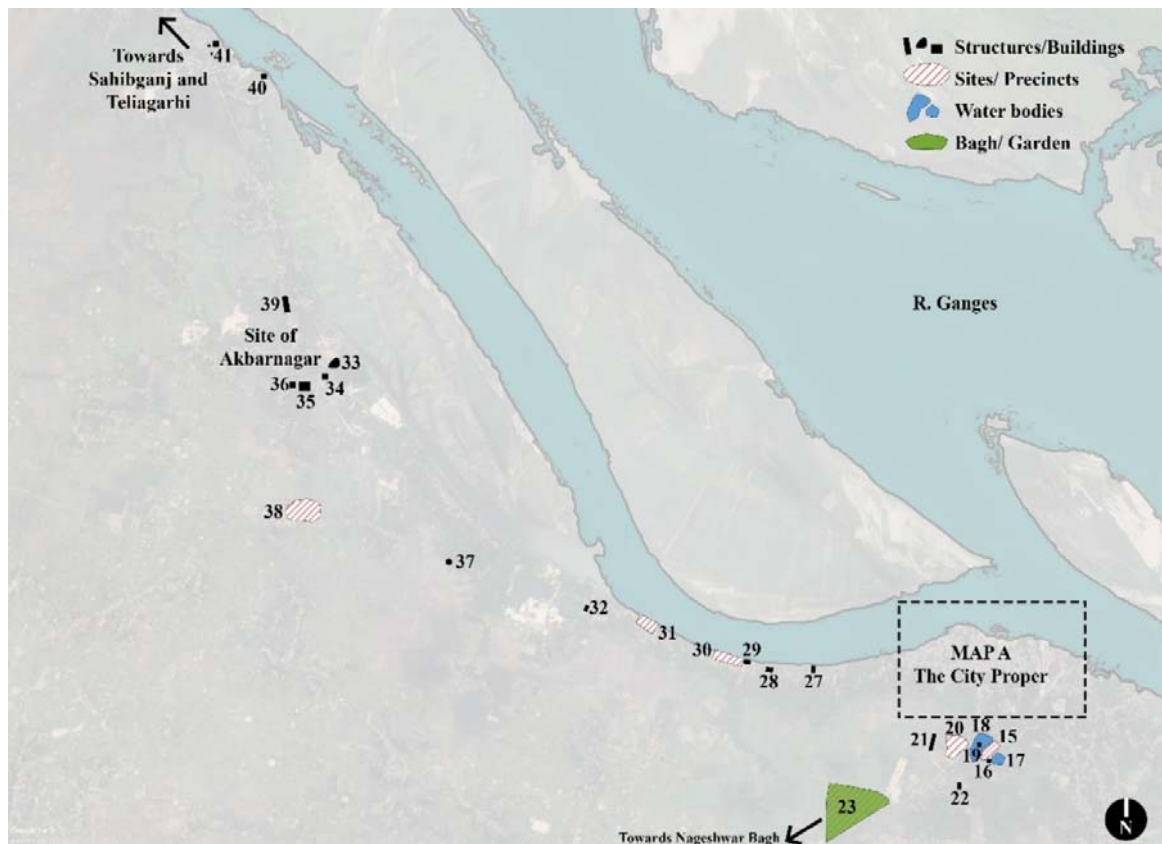 Towards
Sahibganj and
Teliagarhi
41
40
Structures/Buildings
Sites/ Precincts
Water bodies
Bagh/ Garden
R. Ganges
39
Site of
Akbarnagar
33
36
34
35
38
37
32
31
30
29
28
27
MAP A
The City Proper
18
20
15
21
19
17
16
22
23
Towards Nageshwar Bagh
N